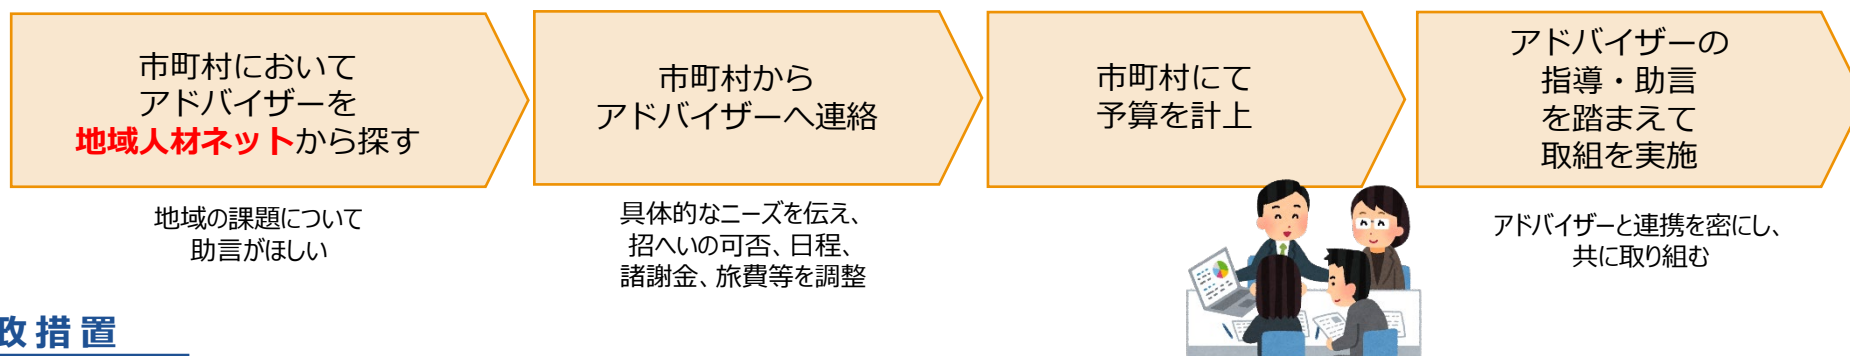 市町村において
アドバイザーを
地域人材ネットから探す
地域の課題について
助言がほしい
市町村から
アドバイザーへ連絡
具体的なニーズを伝え、
招へいの可否、日程、
諸謝金、旅費等を調整
市町村にて
予算を計上
アドバイザーの
指導・助言
を踏まえて
取組を実施
アドバイザーと連携を密にし、
共に取り組む
政措置